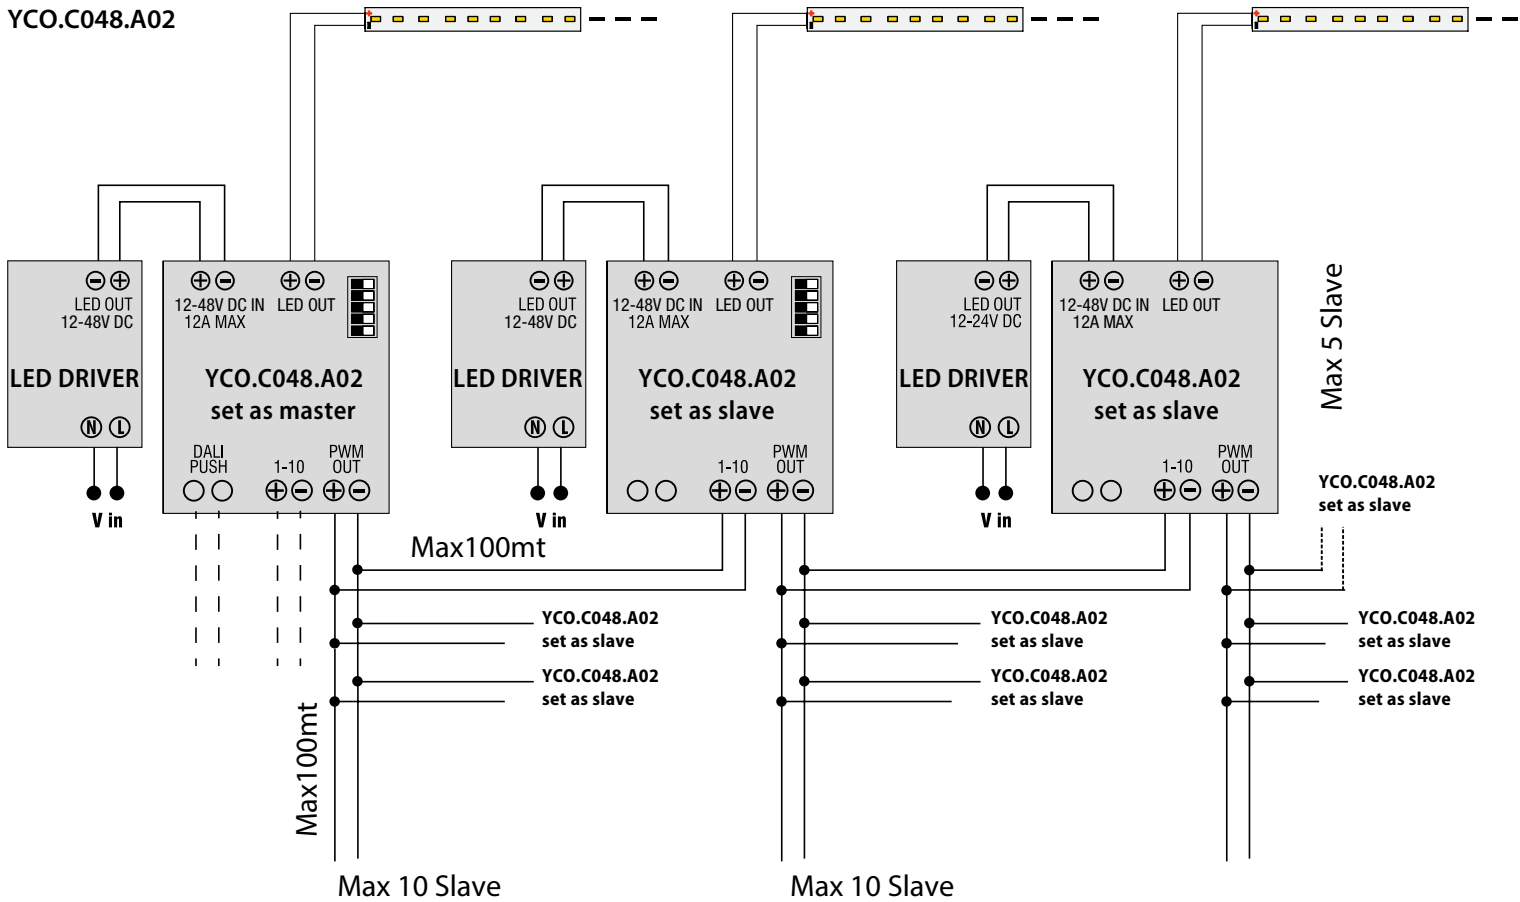 YCO.C048.A02
LED OUT
12-48V DC
LED DRIVER
N L
V in
12-48V DC IN
12A MAX
LED OUT
YCO.C048.A02
set as master
DALI
PUSH
1-10
PWM
OUT
LED OUT
12-48V DC
LED DRIVER
N L
V in
12-48V DC IN
12A MAX
LED OUT
YCO.C048.A02
set as slave
1-10
PWM
OUT
LED OUT
12-24V DC
LED DRIVER
N L
V in
12-48V DC IN
12A MAX
LED OUT
YCO.C048.A02
set as slave
1-10
PWM
OUT
Max 5 Slave
YCO.C048.A02
set as slave
Max100mt
YCO.C048.A02
set as slave
YCO.C048.A02
set as slave
YCO.C048.A02
set as slave
YCO.C048.A02
set as slave
YCO.C048.A02
set as slave
YCO.C048.A02
set as slave
Max100mt
Max 10 Slave
Max 10 Slave